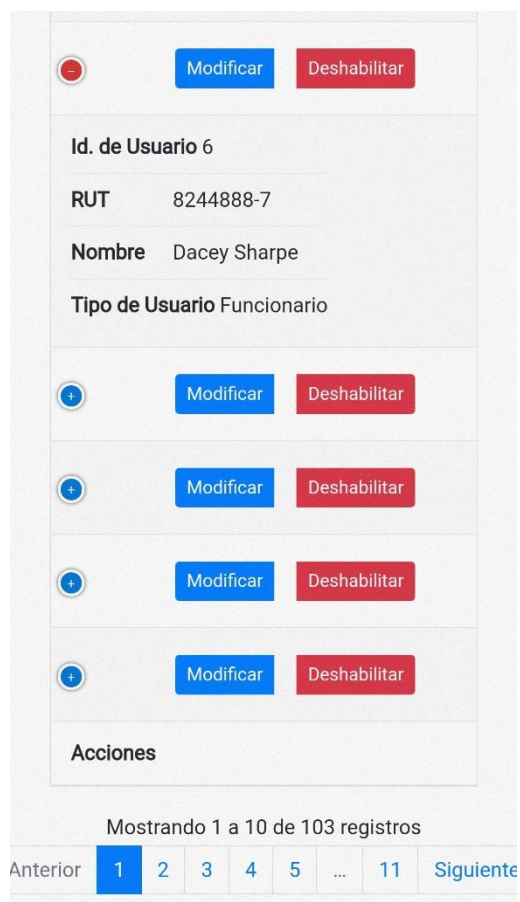 Modificar Deshabilitar
Id. de Usuario 6
RUT 8244888-7
Nombre Dacey Sharpe
Tipo de Usuario Funcionario
Modificar Deshabilitar
Modificar Deshabilitar
Modificar Deshabilitar
Modificar Deshabilitar
Acciones
Mostrando 1 a 10 de 103 registros
Anterior 1 2 3 4 5 … 11 Siguiente